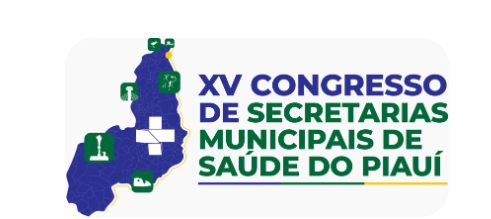 XV CONGRESSO
DE SECRETARIAS
MUNICIPAIS DE
SAÚDE DO PIAUÍ